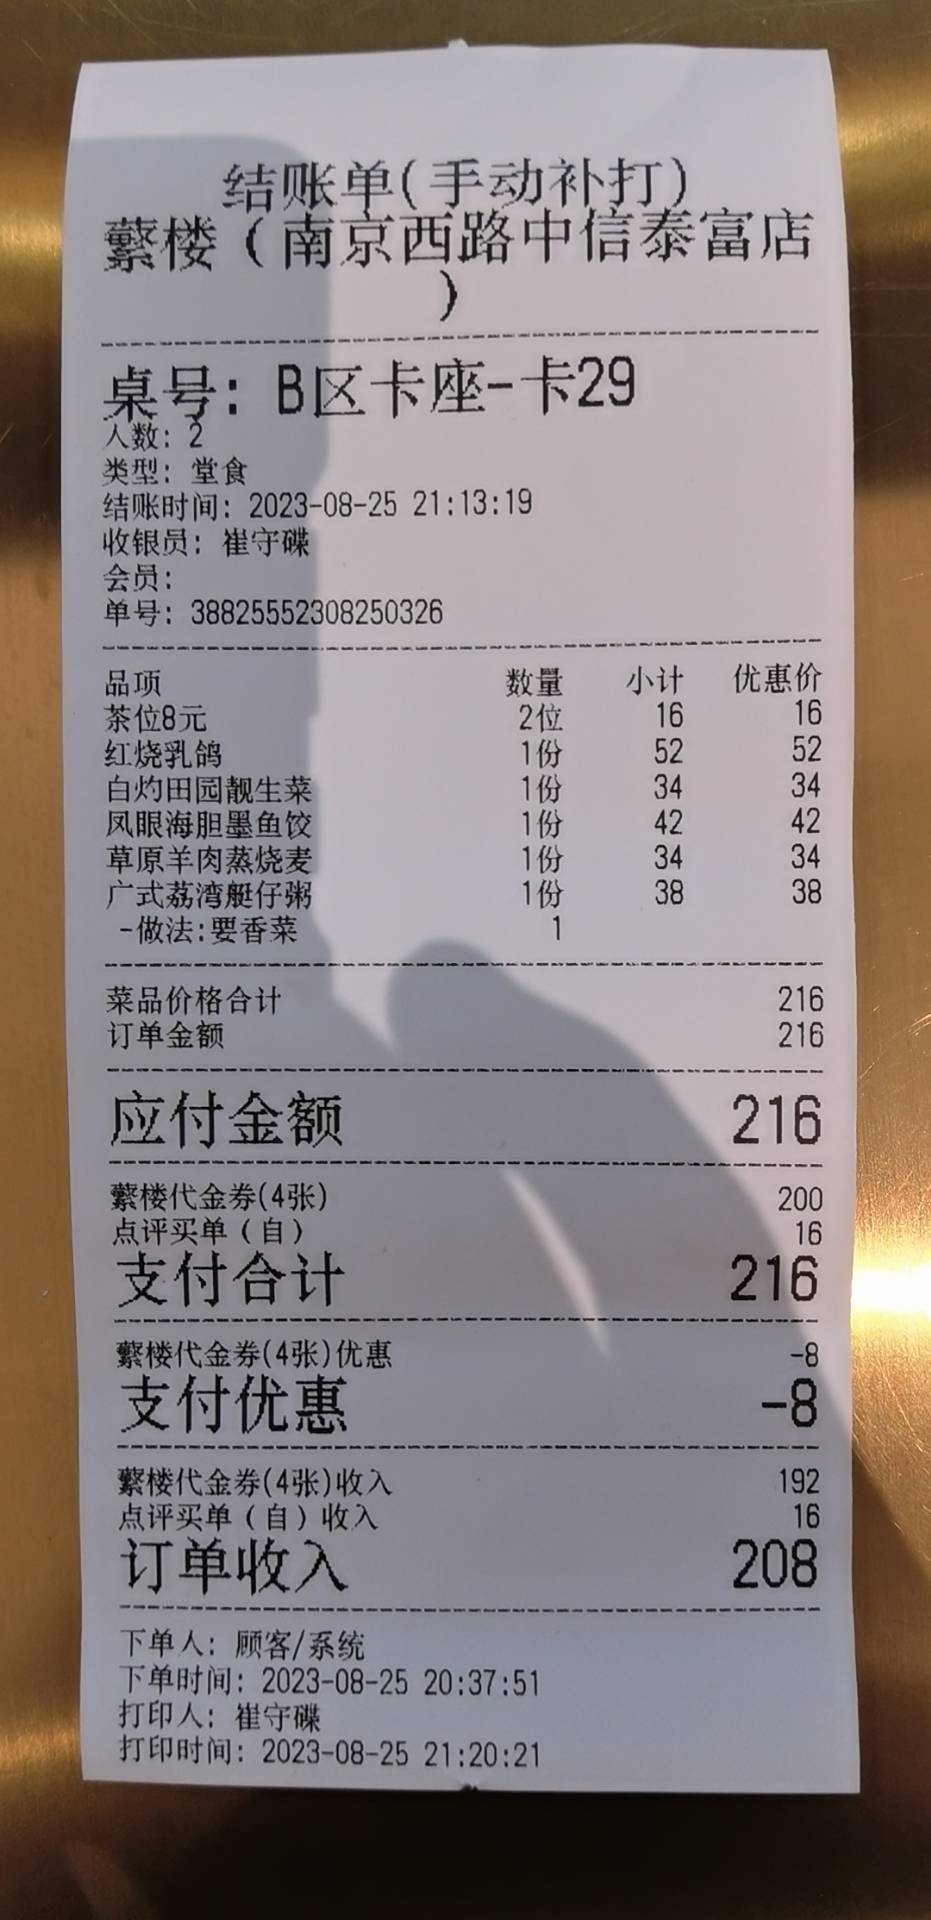 结账单(手动补打)
蘩楼(南京西路中信泰富店
)
桌号: B区卡座-卡29
人数: 2
类型: 堂食
结账时间: 2023-08-25 21:13:19
收银员: 崔守碟
会员:
单号: 38825552308250326
品项 数量 小计 优惠价
茶位8元 2位 16 16
红烧乳鸽 1份 52 52
白灼田园靓生菜 1份 34 34
凤眼海胆墨鱼饺 1份 42 42
草原羊肉蒸烧麦 1份 34 34
广式荔湾艇仔粥 1份 38 38
-做法:要香菜 1
菜品价格合计 216
订单金额 216
应付金额 216
蘩楼代金券(4张) 200
点评买单(自) 16
支付合计 216
蘩楼代金券(4张)优惠 -8
支付优惠 -8
蘩楼代金券(4张)收入 192
点评买单(自)收入 16
订单收入 208
下单人: 顾客/系统
下单时间: 2023-08-25 20:37:51
打印人: 崔守碟
打印时间: 2023-08-25 21:20:21